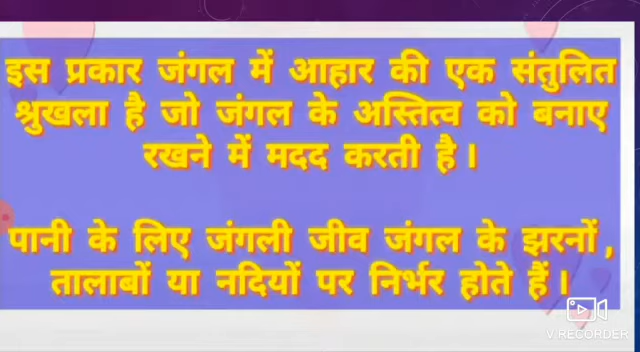 इस प्रकार जंगल में आहार की एक संतुलित
श्रुखला है जो जंगल के अस्तित्व को बनाए
रखने में मदद करती है।
पानी के लिए जंगली जीव जंगल के झरनों,
तालाबों या नदियों पर निर्भर होते हैं।
V RECORDER